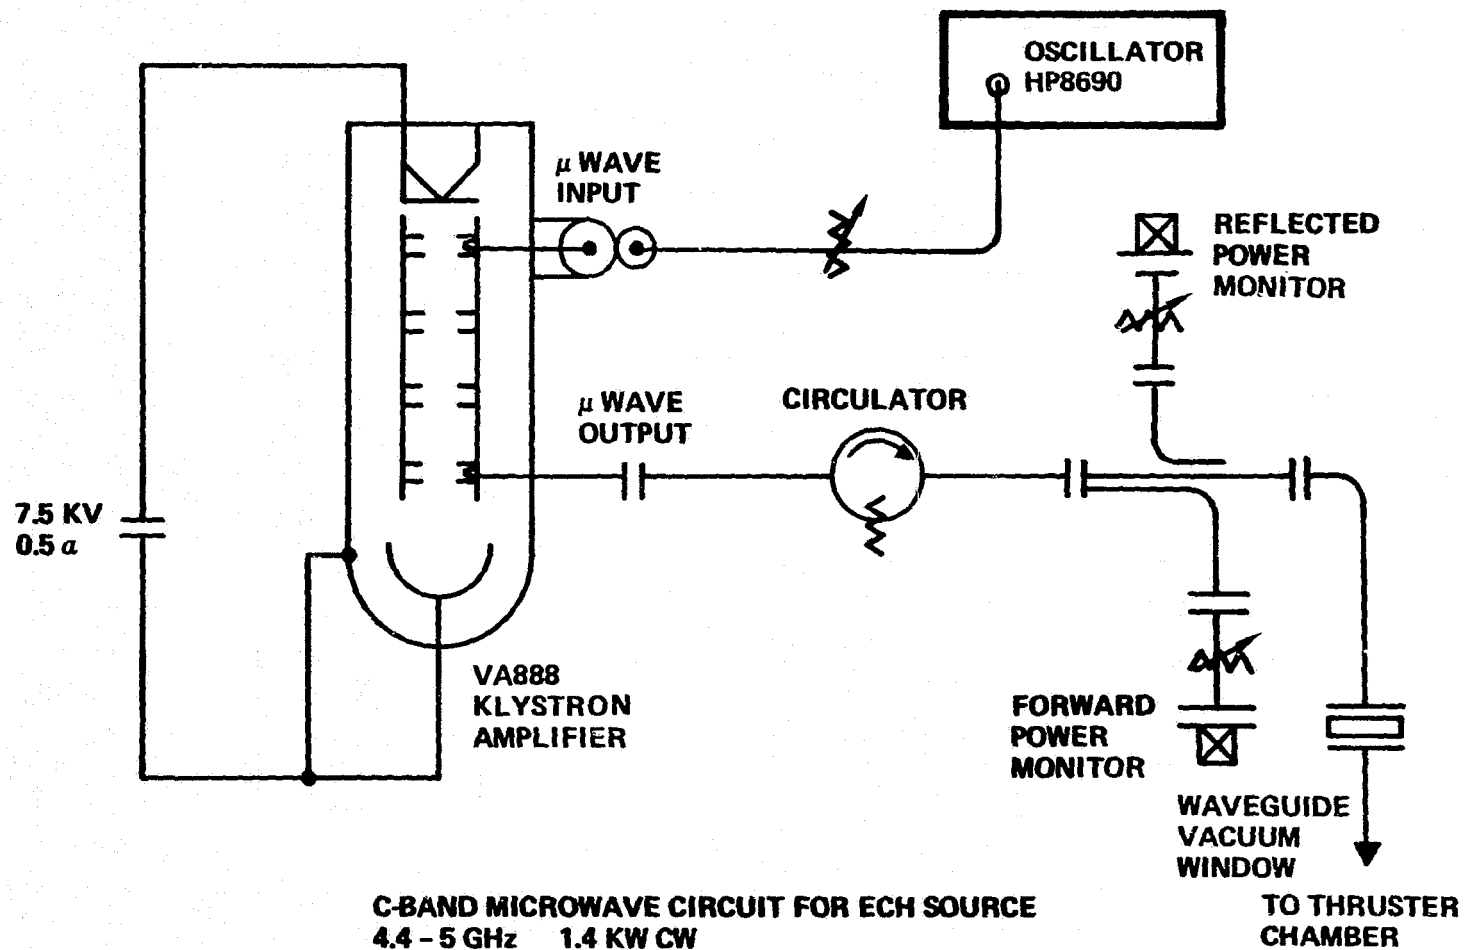 OSCILLATOR
HP8690
μ WAVE
INPUT
REFLECTED
POWER
MONITOR
μ WAVE
OUTPUT
CIRCULATOR
7.5 KV
0.5 a
VA888
KLYSTRON
AMPLIFIER
FORWARD
POWER
MONITOR
WAVEGUIDE
VACUUM
WINDOW
TO THRUSTER
CHAMBER
C-BAND MICROWAVE CIRCUIT FOR ECH SOURCE
4.4 – 5 GHz 1.4 KW CW